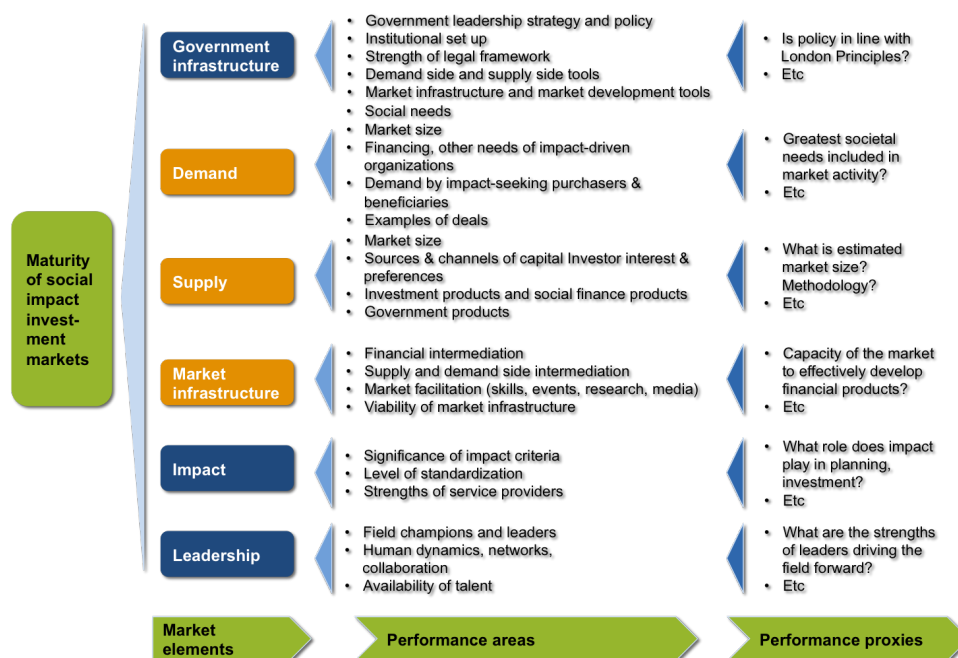 Maturity
of social
impact
invest-
ment
markets
Government
infrastructure
• Government leadership strategy and policy
• Institutional set up
• Strength of legal framework
• Demand side and supply side tools
• Market infrastructure and market development tools
• Is policy in line with
London Principles?
• Etc
Demand
• Social needs
• Market size
• Financing, other needs of impact-driven
organizations
• Demand by impact-seeking purchasers &
beneficiaries
• Examples of deals
• Greatest societal
needs included in
market activity?
• Etc
Supply
• Market size
• Sources & channels of capital Investor interest &
preferences
• Investment products and social finance products
• Government products
• What is estimated
market size?
Methodology?
• Etc
Market
infrastructure
• Financial intermediation
• Supply and demand side intermediation
• Market facilitation (skills, events, research, media)
• Viability of market infrastructure
• Capacity of the market
to effectively develop
financial products?
• Etc
Impact
• Significance of impact criteria
• Level of standardization
• Strengths of service providers
• What role does impact
play in planning,
investment?
• Etc
Leadership
• Field champions and leaders
• Human dynamics, networks,
collaboration
• Availability of talent
• What are the strengths
of leaders driving the
field forward?
• Etc
Market
elements
Performance areas
Performance proxies